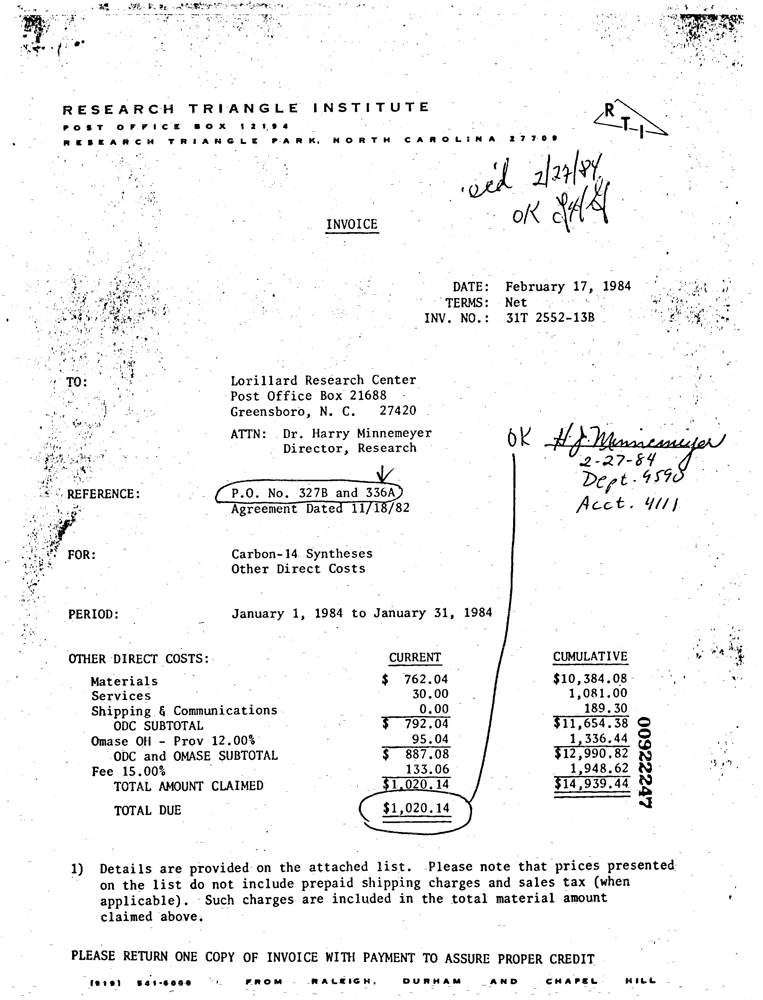 RESEARCH TRIANGLE INSTITUTE
POST OFFICE BOX 12194
RESEARCH TRIANGLE PARK, NORTH CAROLINA 27709
R
T
I
rec'd 2/27/84
OK
INVOICE
DATE: February 17, 1984
TERMS: Net
INV. NO.: 31T 2552-13B
TO: Lorillard Research Center
Post Office Box 21688
Greensboro, N. C. 27420
ATTN: Dr. Harry Minnemeyer
Director, Research
OK H.J. Minnemeyer
2-27-84
Dept. 9590
Acct. 4111
REFERENCE: P.O. No. 327B and 336A
Agreement Dated 11/18/82
FOR: Carbon-14 Syntheses
Other Direct Costs
PERIOD: January 1, 1984 to January 31, 1984
OTHER DIRECT COSTS: CURRENT CUMULATIVE
Materials $ 762.04 $10,384.08
Services 30.00 1,081.00
Shipping & Communications 0.00 189.30
ODC SUBTOTAL $ 792.04 $11,654.38
Omase OH - Prov 12.00% 95.04 1,336.44
ODC and OMASE SUBTOTAL $ 887.08 $12,990.82
Fee 15.00% 133.06 1,948.62
TOTAL AMOUNT CLAIMED $1,020.14 $14,939.44
TOTAL DUE $1,020.14
00922247
1) Details are provided on the attached list. Please note that prices presented
on the list do not include prepaid shipping charges and sales tax (when
applicable). Such charges are included in the total material amount
claimed above.
PLEASE RETURN ONE COPY OF INVOICE WITH PAYMENT TO ASSURE PROPER CREDIT
(919) 541-6000 FROM RALEIGH, DURHAM AND CHAPEL HILL